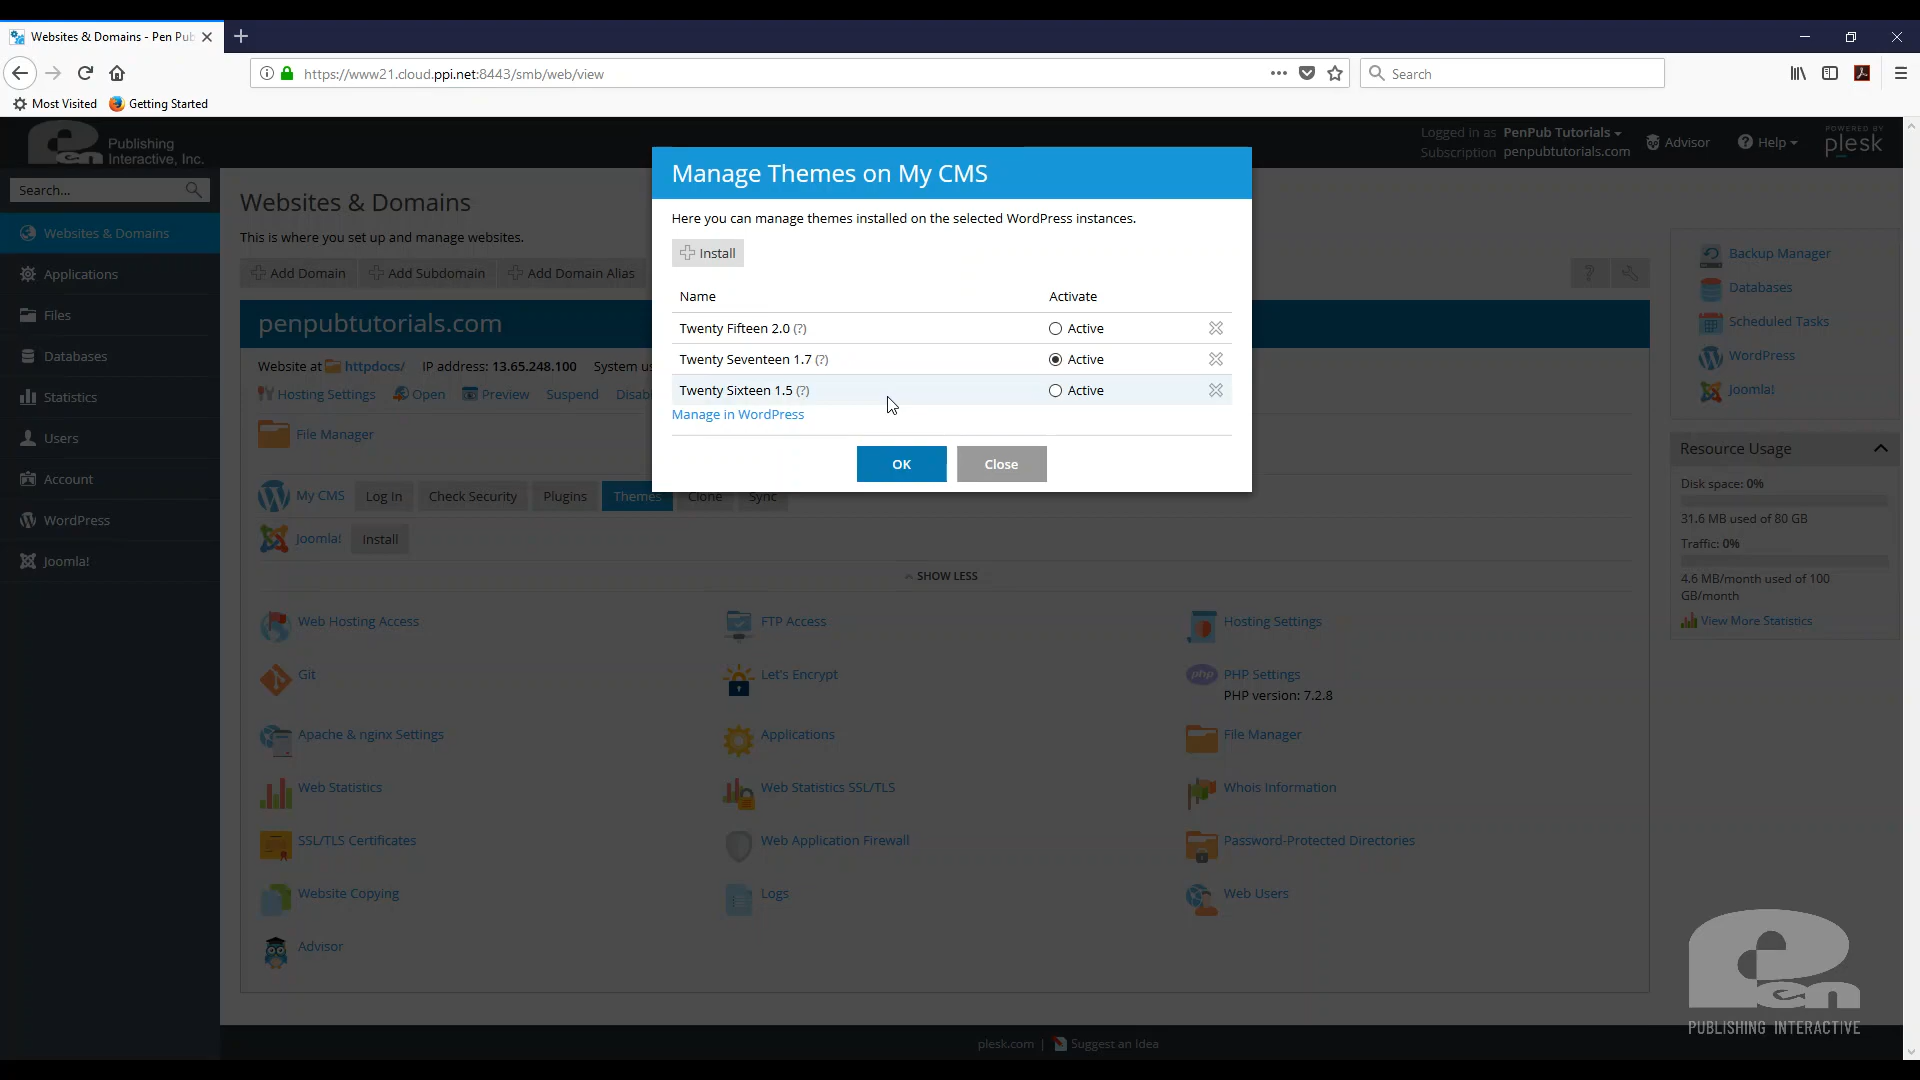 Websites & Domains - Pen Pub
https://www21.cloud.ppi.net:8443/smb/web/view
Search
Most Visited
Getting Started
Pen Publishing
Interactive, Inc.
Logged in as PenPub Tutorials
Subscription penpubtutorials.com
Advisor
Help
POWERED BY
plesk
Search...
Websites & Domains
Applications
Files
Databases
Statistics
Users
Account
WordPress
Joomla!
Websites & Domains
This is where you set up and manage websites.
Add Domain
Add Subdomain
Add Domain Alias
?
penpubtutorials.com
Website at httpdocs/ IP address: 13.65.248.100 System us
Hosting Settings Open Preview Suspend Disab
File Manager
My CMS Log In Check Security Plugins Themes Clone Sync
Joomla! Install
SHOW LESS
Manage Themes on My CMS
Here you can manage themes installed on the selected WordPress instances.
Install
Name Activate
Twenty Fifteen 2.0 (?) Active
Twenty Seventeen 1.7 (?) Active
Twenty Sixteen 1.5 (?) Active
Manage in WordPress
OK Close
Web Hosting Access
FTP Access
Hosting Settings
Git
Let's Encrypt
php PHP Settings
PHP version: 7.2.8
Apache & nginx Settings
Applications
File Manager
Web Statistics
Web Statistics SSL/TLS
Whois Information
SSL/TLS Certificates
Web Application Firewall
Password-Protected Directories
Website Copying
Logs
Web Users
Advisor
Backup Manager
Databases
Scheduled Tasks
WordPress
Joomla!
Resource Usage
Disk space: 0%
31.6 MB used of 80 GB
Traffic: 0%
4.6 MB/month used of 100
GB/month
View More Statistics
Pen
PUBLISHING INTERACTIVE
plesk.com | Suggest an Idea